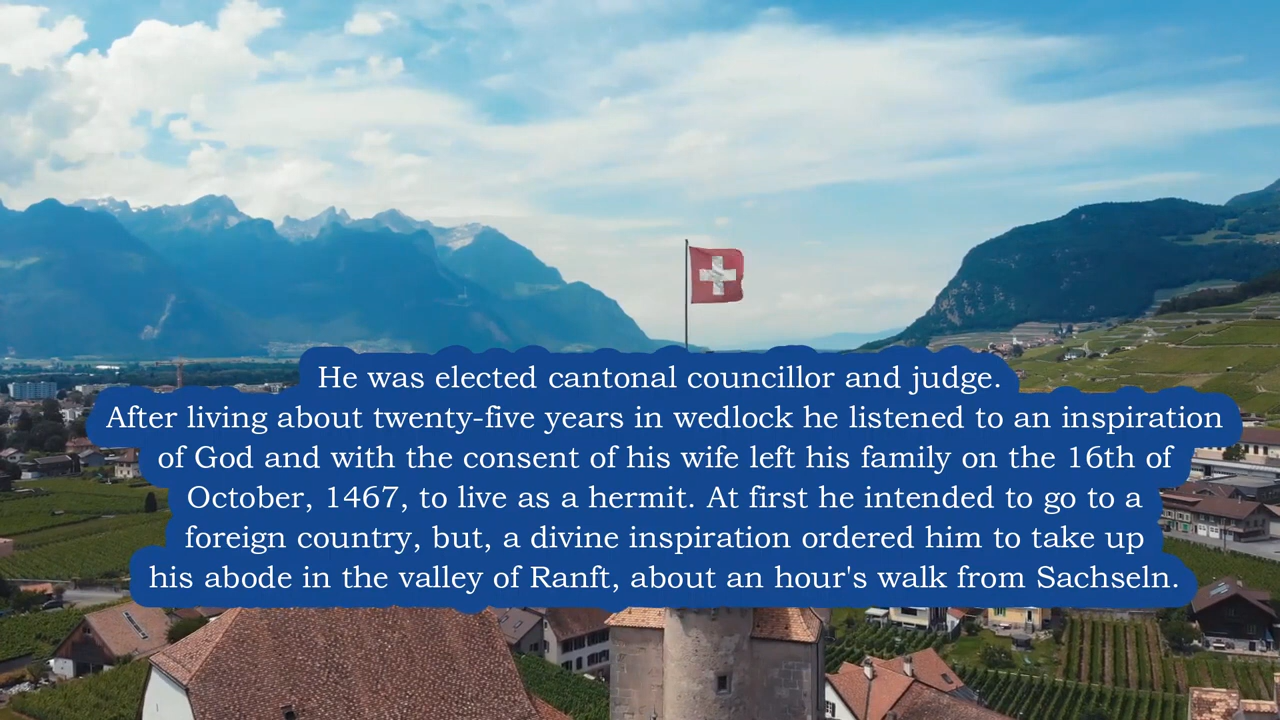 He was elected cantonal councillor and judge.
After living about twenty-five years in wedlock he listened to an inspiration
of God and with the consent of his wife left his family on the 16th of
October, 1467, to live as a hermit. At first he intended to go to a
foreign country, but, a divine inspiration ordered him to take up
his abode in the valley of Ranft, about an hour's walk from Sachseln.